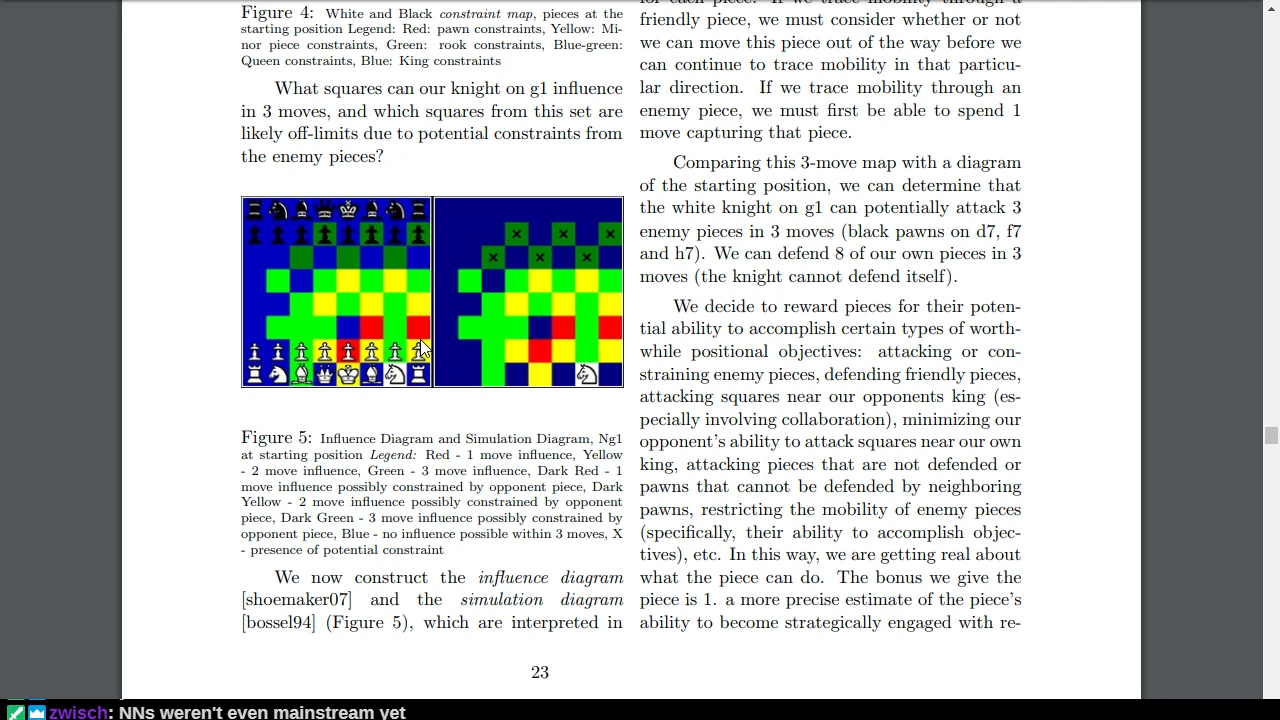 Figure 4: White and Black constraint map, pieces at the
starting position Legend: Red: pawn constraints, Yellow: Mi-
nor piece constraints, Green: rook constraints, Blue-green:
Queen constraints, Blue: King constraints
What squares can our knight on g1 influence
in 3 moves, and which squares from this set are
likely off-limits due to potential constraints from
the enemy pieces?
Figure 5: Influence Diagram and Simulation Diagram, Ng1
at starting position Legend: Red - 1 move influence, Yellow
- 2 move influence, Green - 3 move influence, Dark Red - 1
move influence possibly constrained by opponent piece, Dark
Yellow - 2 move influence possibly constrained by opponent
piece, Dark Green - 3 move influence possibly constrained by
opponent piece, Blue - no influence possible within 3 moves, X
- presence of potential constraint
We now construct the influence diagram
[shoemaker07] and the simulation diagram
[bossel94] (Figure 5), which are interpreted in
for each piece. If we trace mobility through a
friendly piece, we must consider whether or not
we can move this piece out of the way before we
can continue to trace mobility in that particu-
lar direction. If we trace mobility through an
enemy piece, we must first be able to spend 1
move capturing that piece.
Comparing this 3-move map with a diagram
of the starting position, we can determine that
the white knight on g1 can potentially attack 3
enemy pieces in 3 moves (black pawns on d7, f7
and h7). We can defend 8 of our own pieces in 3
moves (the knight cannot defend itself).
We decide to reward pieces for their poten-
tial ability to accomplish certain types of worth-
while positional objectives: attacking or con-
straining enemy pieces, defending friendly pieces,
attacking squares near our opponents king (es-
pecially involving collaboration), minimizing our
opponent's ability to attack squares near our own
king, attacking pieces that are not defended or
pawns that cannot be defended by neighboring
pawns, restricting the mobility of enemy pieces
(specifically, their ability to accomplish objec-
tives), etc. In this way, we are getting real about
what the piece can do. The bonus we give the
piece is 1. a more precise estimate of the piece's
ability to become strategically engaged with re-
23
zwisch: NNs weren't even mainstream yet